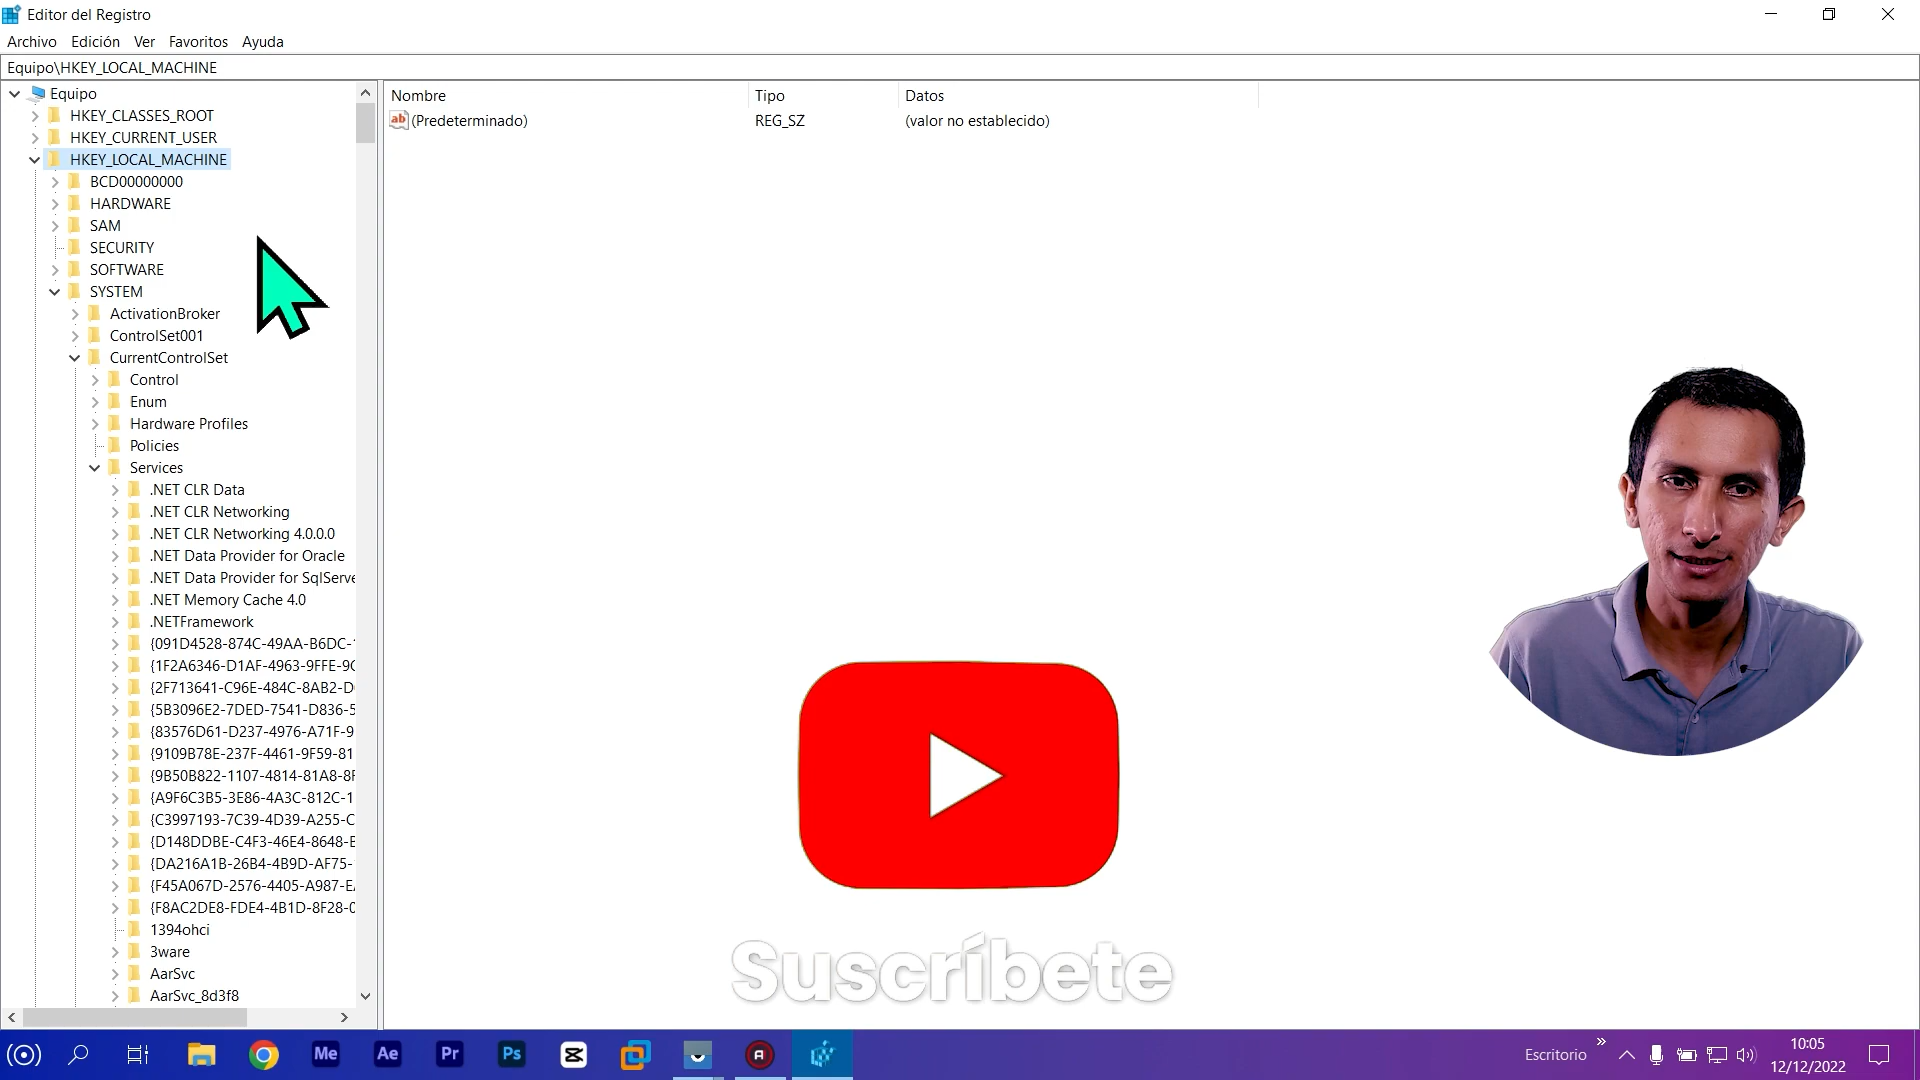 Editor del Registro
Archivo Edición Ver Favoritos Ayuda
Equipo\HKEY_LOCAL_MACHINE
Equipo
HKEY_CLASSES_ROOT
HKEY_CURRENT_USER
HKEY_LOCAL_MACHINE
BCD00000000
HARDWARE
SAM
SECURITY
SOFTWARE
SYSTEM
ActivationBroker
ControlSet001
CurrentControlSet
Control
Enum
Hardware Profiles
Policies
Services
.NET CLR Data
.NET CLR Networking
.NET CLR Networking 4.0.0.0
.NET Data Provider for Oracle
.NET Data Provider for SqlServe
.NET Memory Cache 4.0
.NETFramework
{091D4528-874C-49AA-B6DC-
{1F2A6346-D1AF-4963-9FFE-9C
{2F713641-C96E-484C-8AB2-D
{5B3096E2-7DED-7541-D836-5
{83576D61-D237-4976-A71F-9
{9109B78E-237F-4461-9F59-81
{9B50B822-1107-4814-81A8-8F
{A9F6C3B5-3E86-4A3C-812C-1
{C3997193-7C39-4D39-A255-C
{D148DDBE-C4F3-46E4-8648-E
{DA216A1B-26B4-4B9D-AF75-
{F45A067D-2576-4405-A987-E
{F8AC2DE8-FDE4-4B1D-8F28-0
1394ohci
3ware
AarSvc
AarSvc_8d3f8
Nombre Tipo Datos
ab (Predeterminado) REG_SZ (valor no establecido)
Suscríbete
Me Ae Pr Ps
Escritorio
10:05
12/12/2022